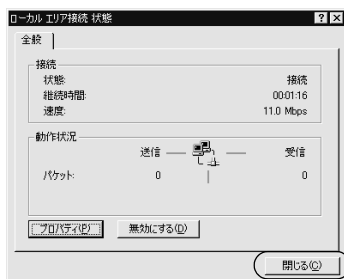 ローカル エリア接続 状態
全般
接続
状態: 接続
継続時間: 00:01:16
速度: 11.0 Mbps
動作状況
送信 受信
パケット: 0 0
プロパティ(P) 無効にする(D)
閉じる(C)